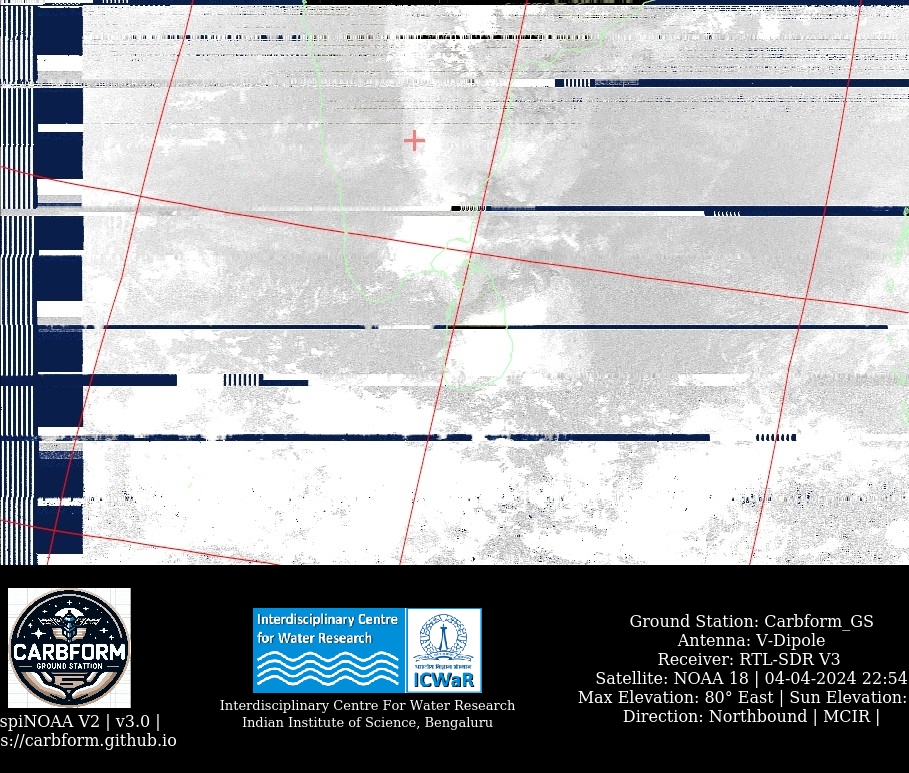 CARBFORM
GROUND STATION
spiNOAA V2 | v3.0 |
s://carbform.github.io
Interdisciplinary Centre
for Water Research
भारतीय विज्ञान संस्थान
ICWaR
Interdisciplinary Centre For Water Research
Indian Institute of Science, Bengaluru
Ground Station: Carbform_GS
Antenna: V-Dipole
Receiver: RTL-SDR V3
Satellite: NOAA 18 | 04-04-2024 22:54
Max Elevation: 80° East | Sun Elevation:
Direction: Northbound | MCIR |